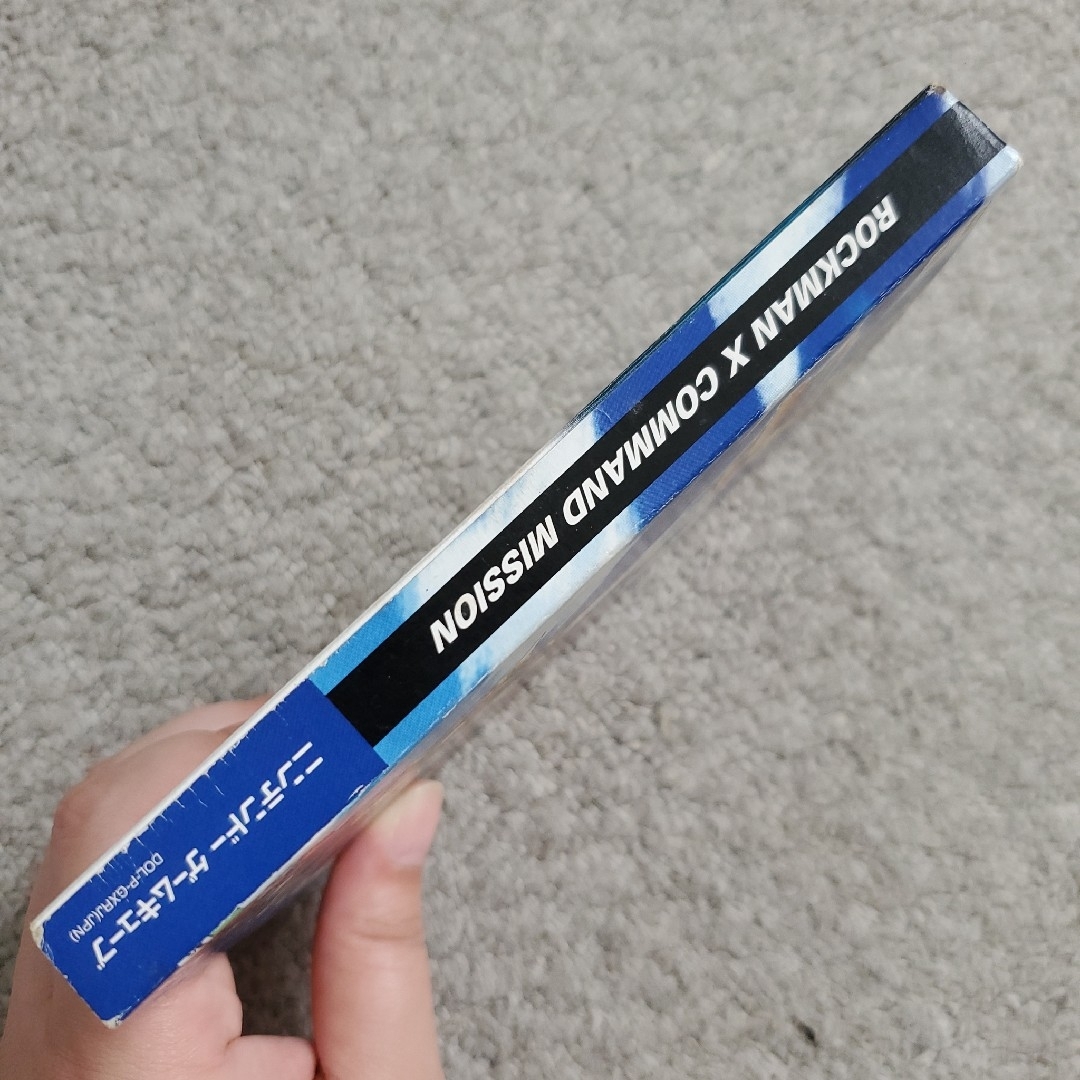 ROCKMAN X COMMAND MISSION
ニンテンドーゲームキューブ
DOL-P-GXRJ(JPN)